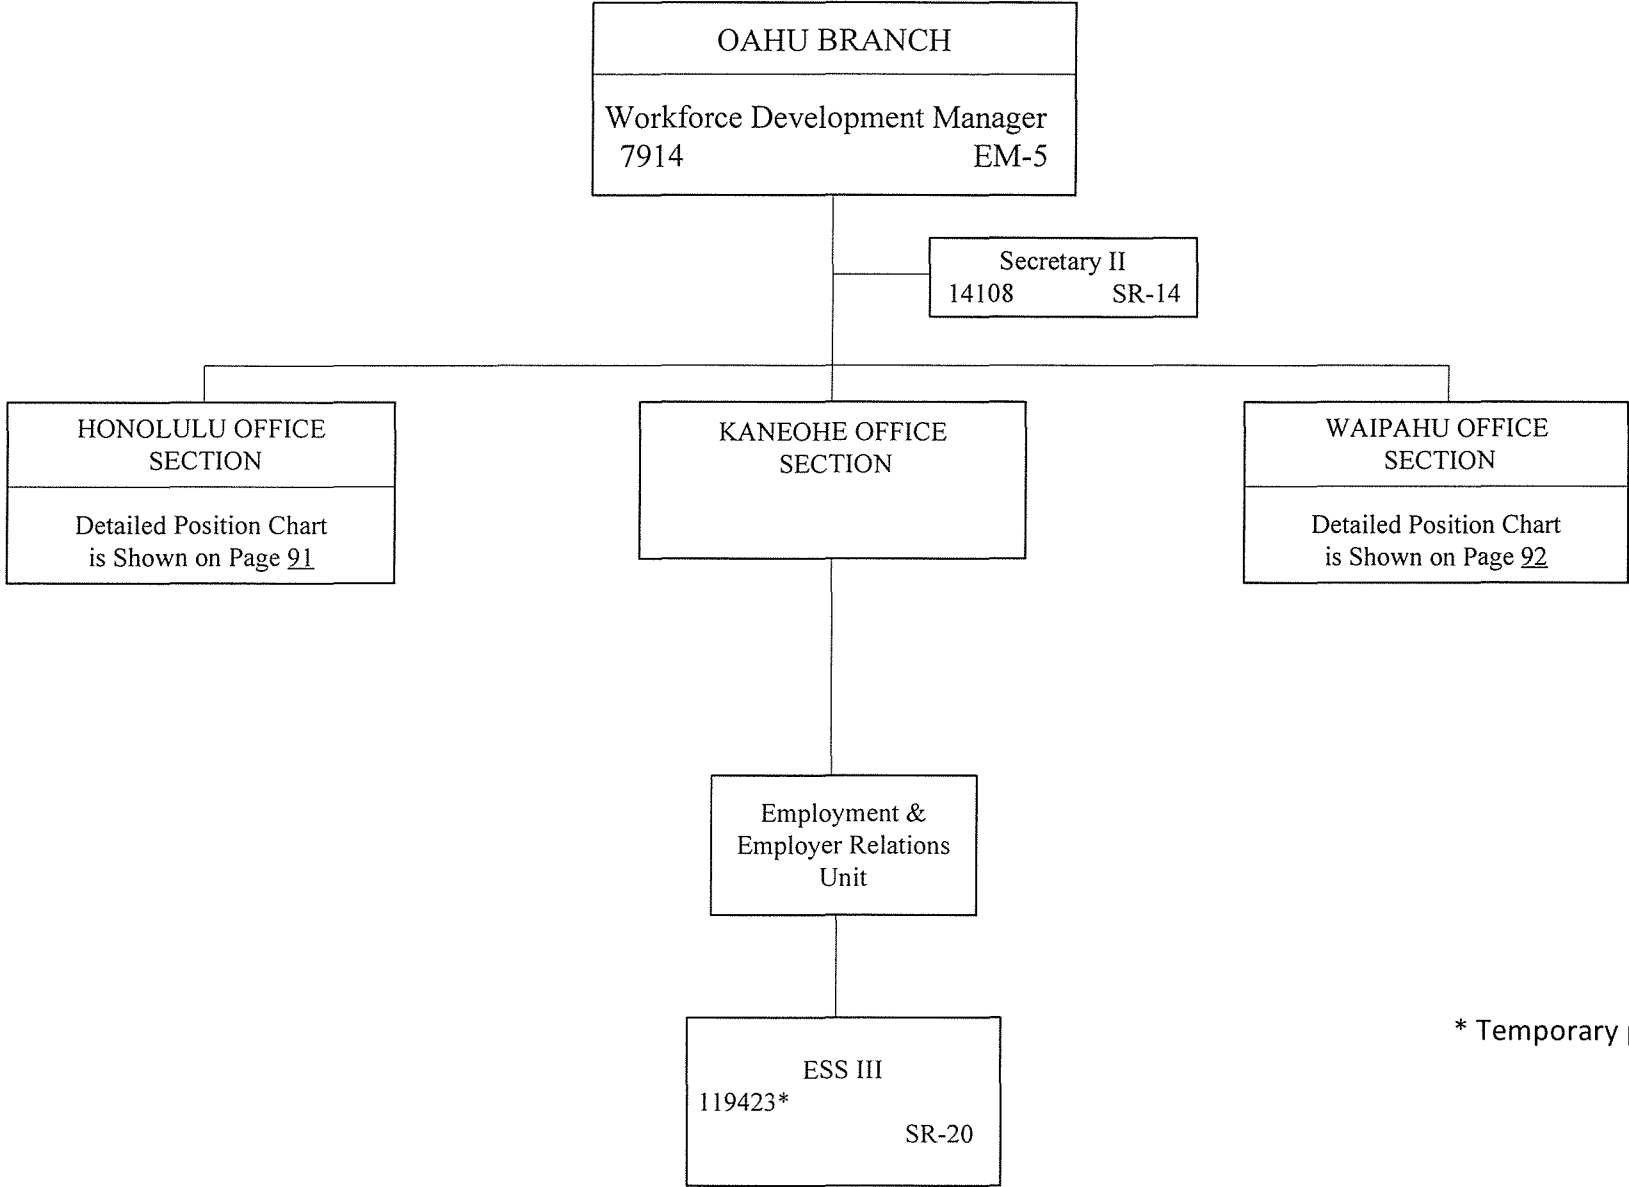 OAHU BRANCH
Workforce Development Manager
7914 EM-5
Secretary II
14108 SR-14
HONOLULU OFFICE
SECTION
Detailed Position Chart
is Shown on Page 91
KANEOHE OFFICE
SECTION
WAIPAHU OFFICE
SECTION
Detailed Position Chart
is Shown on Page 92
Employment &
Employer Relations
Unit
ESS III
119423*
SR-20
* Temporary